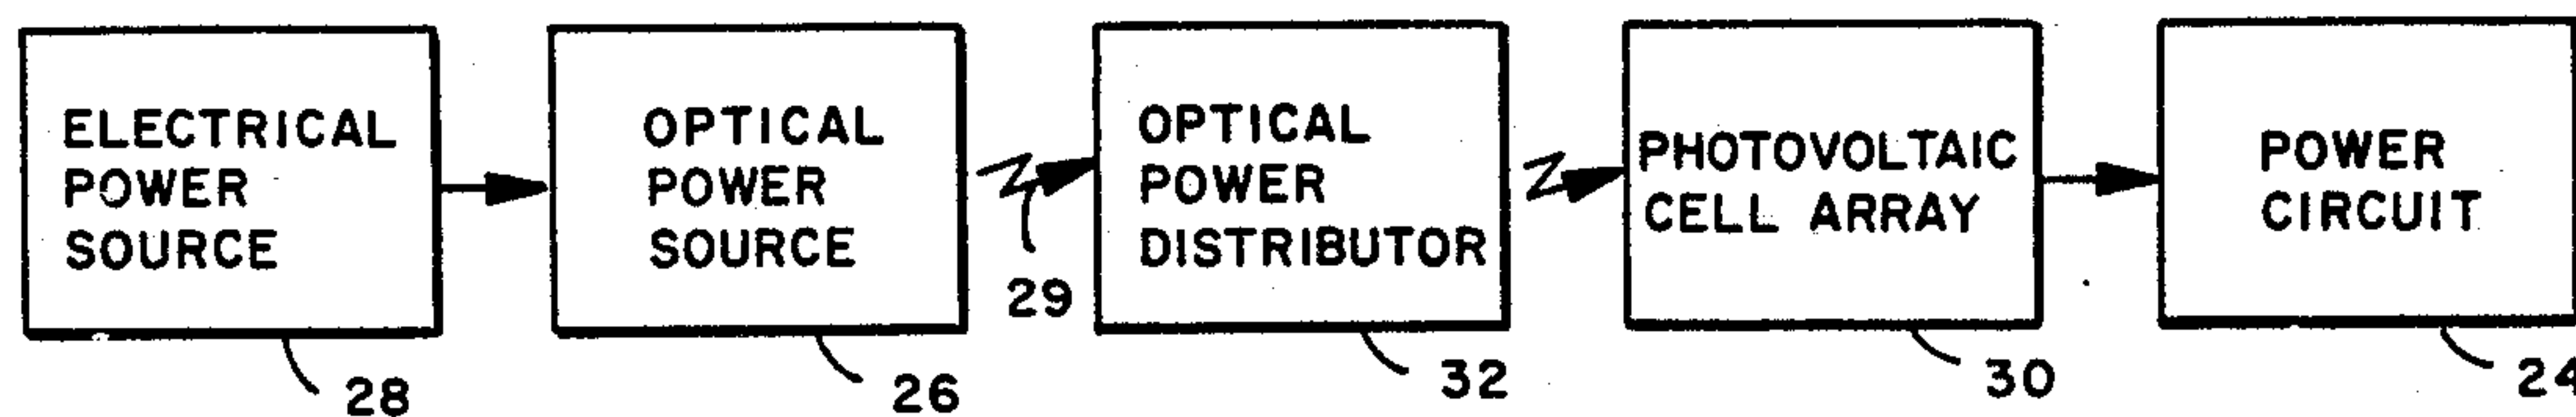 ELECTRICAL
POWER
SOURCE
28
OPTICAL
POWER
SOURCE
26
29
OPTICAL
POWER
DISTRIBUTOR
32
PHOTOVOLTAIC
CELL ARRAY
30
POWER
CIRCUIT
24